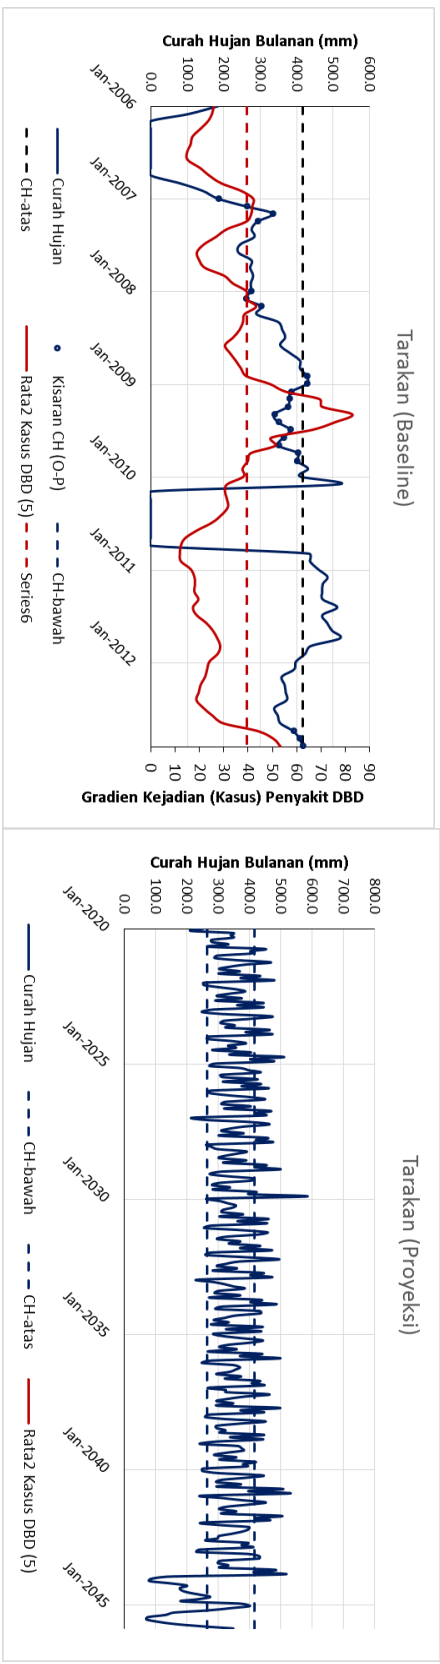 Tarakan (Baseline)
Curah Hujan Bulanan (mm)
600.0
500.0
400.0
300.0
200.0
100.0
0.0
Jan-2006
Jan-2007
Jan-2008
Jan-2009
Jan-2010
Jan-2011
Jan-2012
90
80
70
60
50
40
30
20
10
0
Gradien Kejadian (Kasus) Penyakit DBD
Curah Hujan
Kisaran CH (O-P)
CH-bawah
CH-atas
Rata2 Kasus DBD (5)
Series6
Tarakan (Proyeksi)
Curah Hujan Bulanan (mm)
800.0
700.0
600.0
500.0
400.0
300.0
200.0
100.0
0.0
Jan-2020
Jan-2025
Jan-2030
Jan-2035
Jan-2040
Jan-2045
Curah Hujan
CH-bawah
CH-atas
Rata2 Kasus DBD (5)